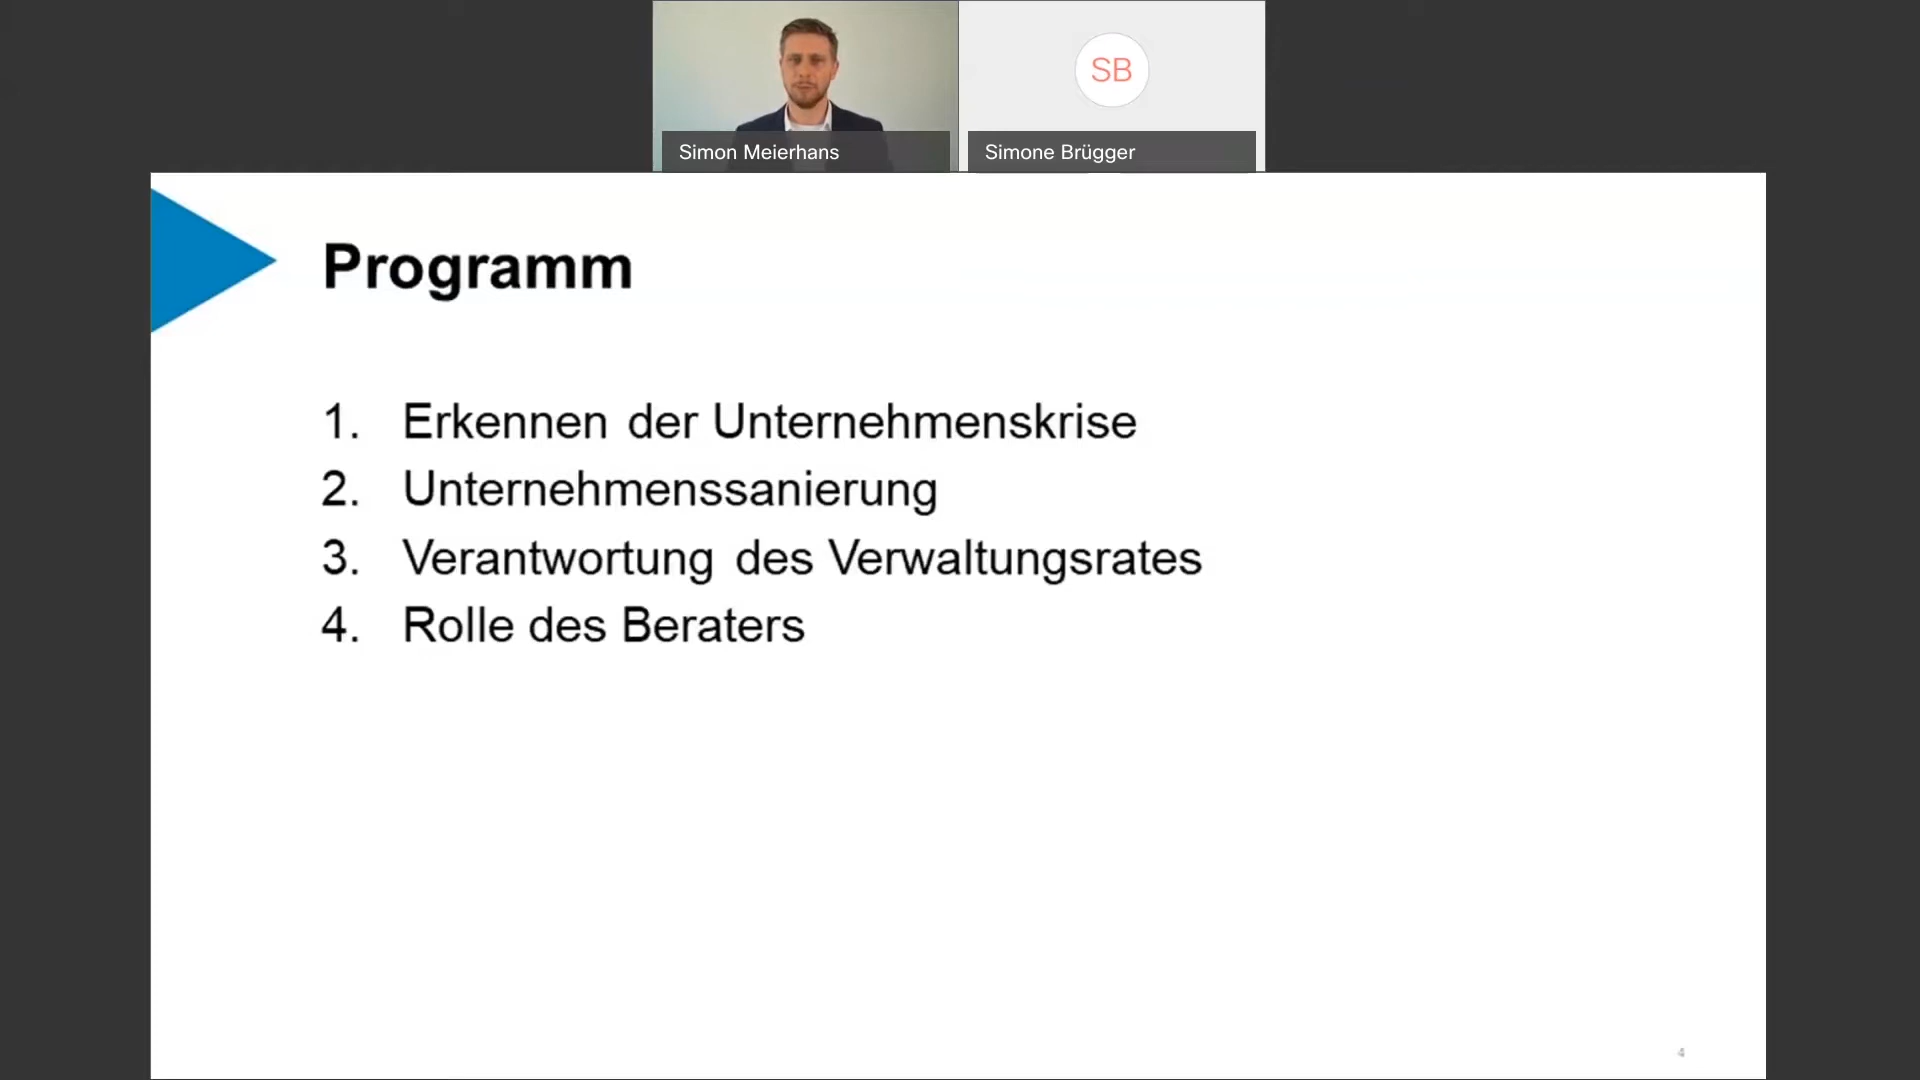 SB
Simon Meierhans
Simone Brügger
Programm
1. Erkennen der Unternehmenskrise
2. Unternehmenssanierung
3. Verantwortung des Verwaltungsrates
4. Rolle des Beraters
4